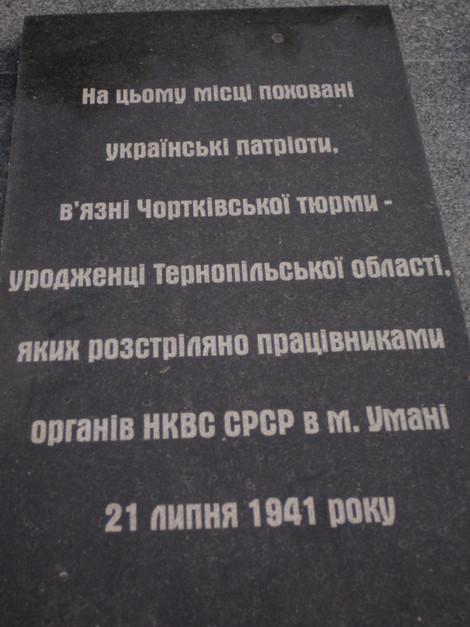 На цьому місці поховані
українські патріоти,
в'язні Чортківської тюрми -
уродженці Тернопільської області,
яких розстріляно працівниками
органів НКВС СРСР в м. Умані
21 липня 1941 року